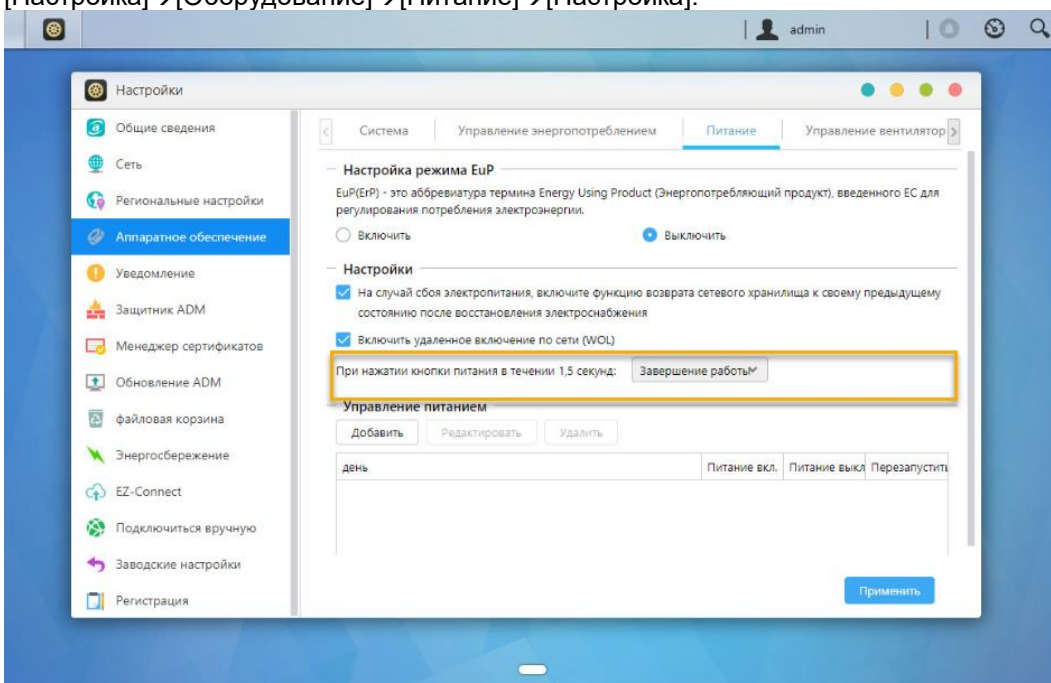 [Настройка]→[Оборудование]→[Питание]→[Настройка].
admin
Настройки
Общие сведения
Сеть
Региональные настройки
Аппаратное обеспечение
Уведомление
Защитник ADM
Менеджер сертификатов
Обновление ADM
файловая корзина
Энергосбережение
EZ-Connect
Подключиться вручную
Заводские настройки
Регистрация
Система
Управление энергопотреблением
Питание
Управление вентилятор
Настройка режима EuP
EuP(ErP) - это аббревиатура термина Energy Using Product (Энергопотребляющий продукт), введенного ЕС для
регулирования потребления электроэнергии.
Включить
Выключить
Настройки
На случай сбоя электропитания, включите функцию возврата сетевого хранилища к своему предыдущему
состоянию после восстановления электроснабжения
Включить удаленное включение по сети (WOL)
При нажатии кнопки питания в течении 1,5 секунд: Завершение работы
Управление питанием
Добавить
Редактировать
Удалить
день
Питание вкл.
Питание выкл
Перезапустить
Применить